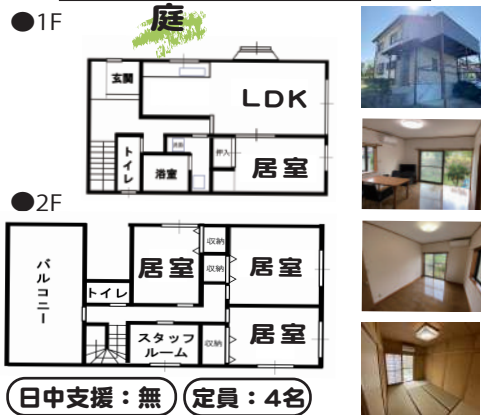 庭
●1F
玄関
LDK
トイレ
洗面
浴室
押入
居室
●2F
バルコニー
トイレ
居室
収納
収納
居室
スタッフ
ルーム
収納
居室
日中支援：無
定員：4名